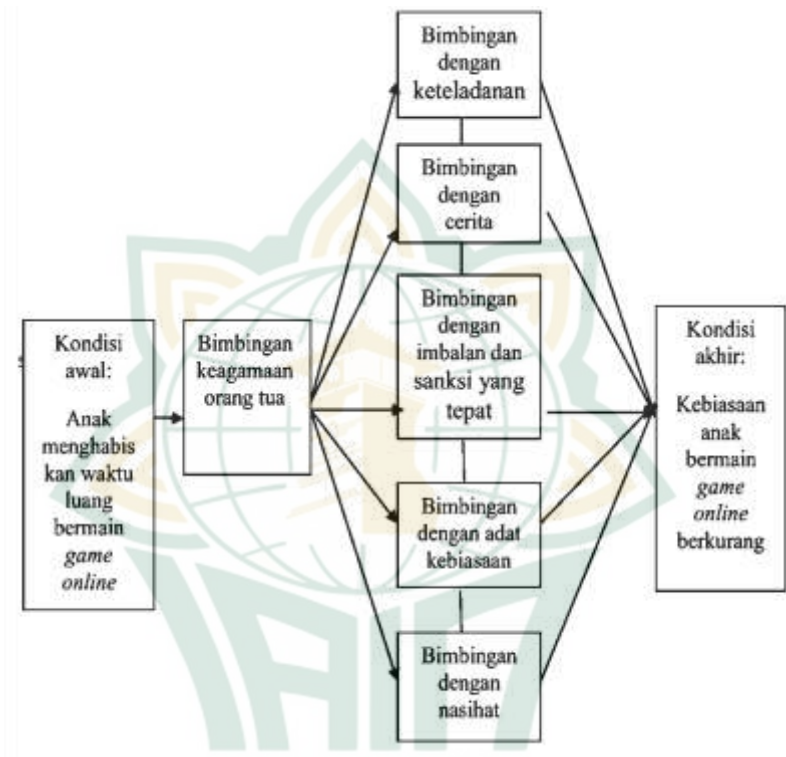 Kondisi
awal:
Anak
menghabis
kan waktu
luang
bermain
game
online
Bimbingan
keagamaan
orang tua
Bimbingan
dengan
keteladanan
Bimbingan
dengan
cerita
Bimbingan
dengan
imbalan dan
sanksi yang
tepat
Bimbingan
dengan adat
kebiasaan
Bimbingan
dengan
nasihat
Kondisi
akhir:
Kebiasaan
anak
bermain
game
online
berkurang